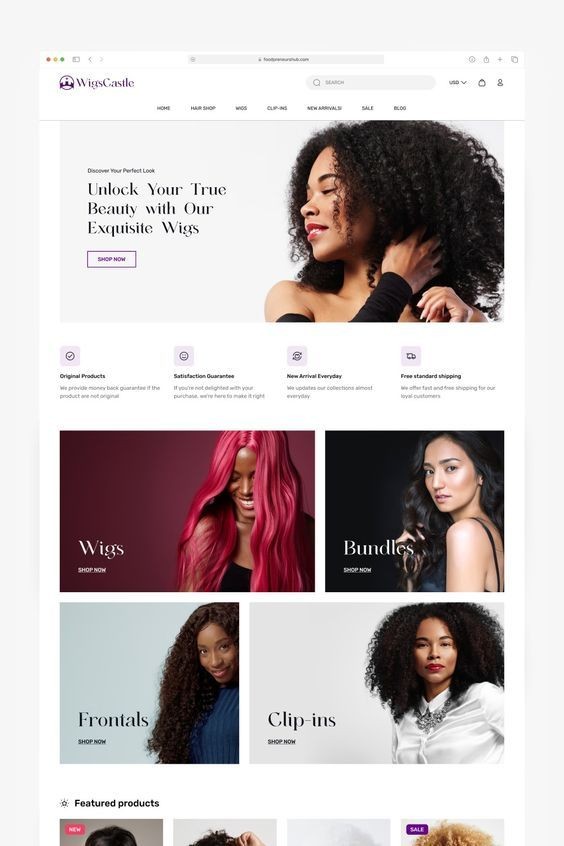 foodpreneurshub.com
WigsCastle
SEARCH
USD
HOME
HAIR SHOP
WIGS
CLIP-INS
NEW ARRIVALS!
SALE
BLOG
Discover Your Perfect Look
Unlock Your True
Beauty with Our
Exquisite Wigs
SHOP NOW
Original Products
We provide money back guarantee if the
product are not original
Satisfaction Guarantee
If you're not delighted with your
purchase, we're here to make it right
New Arrival Everyday
We updates our collections almost
everyday
Free standard shipping
We offer fast and free shipping for our
loyal customers
Wigs
SHOP NOW
Bundles
SHOP NOW
Frontals
SHOP NOW
Clip-ins
SHOP NOW
Featured products
NEW
SALE